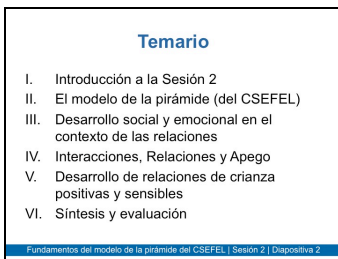 Temario
I. Introducción a la Sesión 2
II. El modelo de la pirámide (del CSEFEL)
III. Desarrollo social y emocional en el
contexto de las relaciones
IV. Interacciones, Relaciones y Apego
V. Desarrollo de relaciones de crianza
positivas y sensibles
VI. Síntesis y evaluación
Fundamentos del modelo de la pirámide del CSEFEL | Sesión 2 | Diapositiva 2